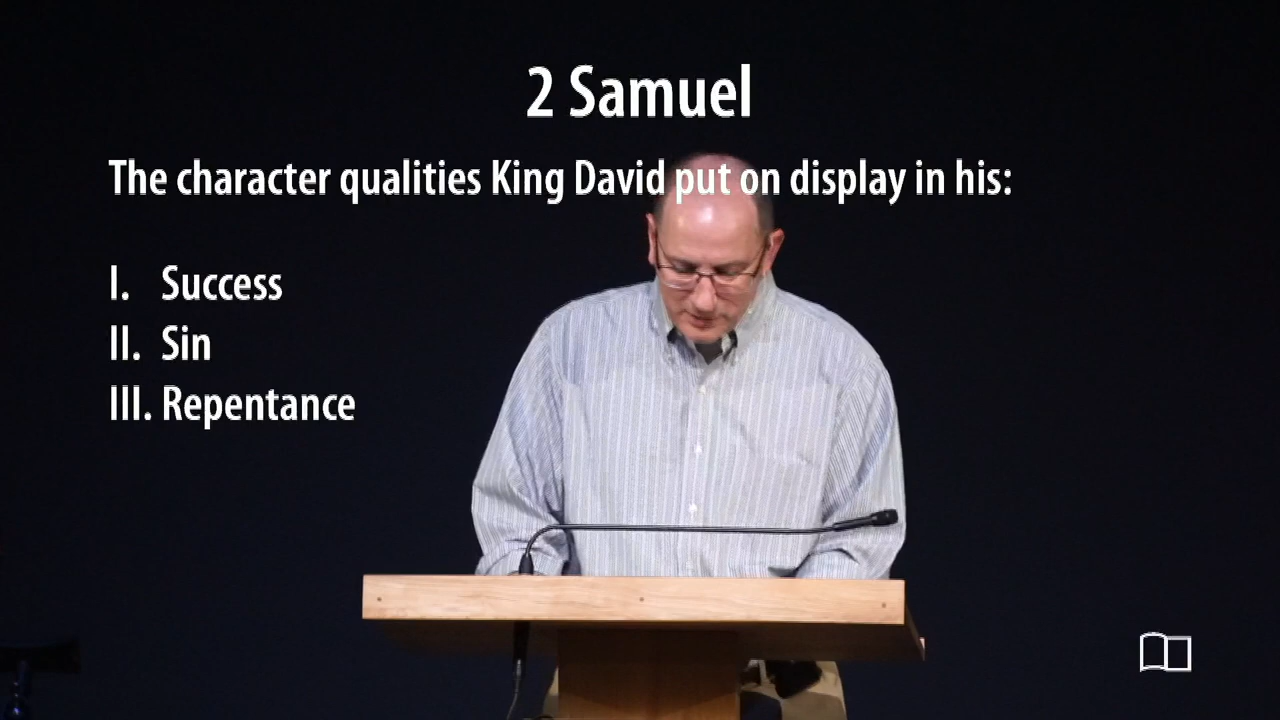 2 Samuel
The character qualities King David put on display in his:
I. Success
II. Sin
III. Repentance